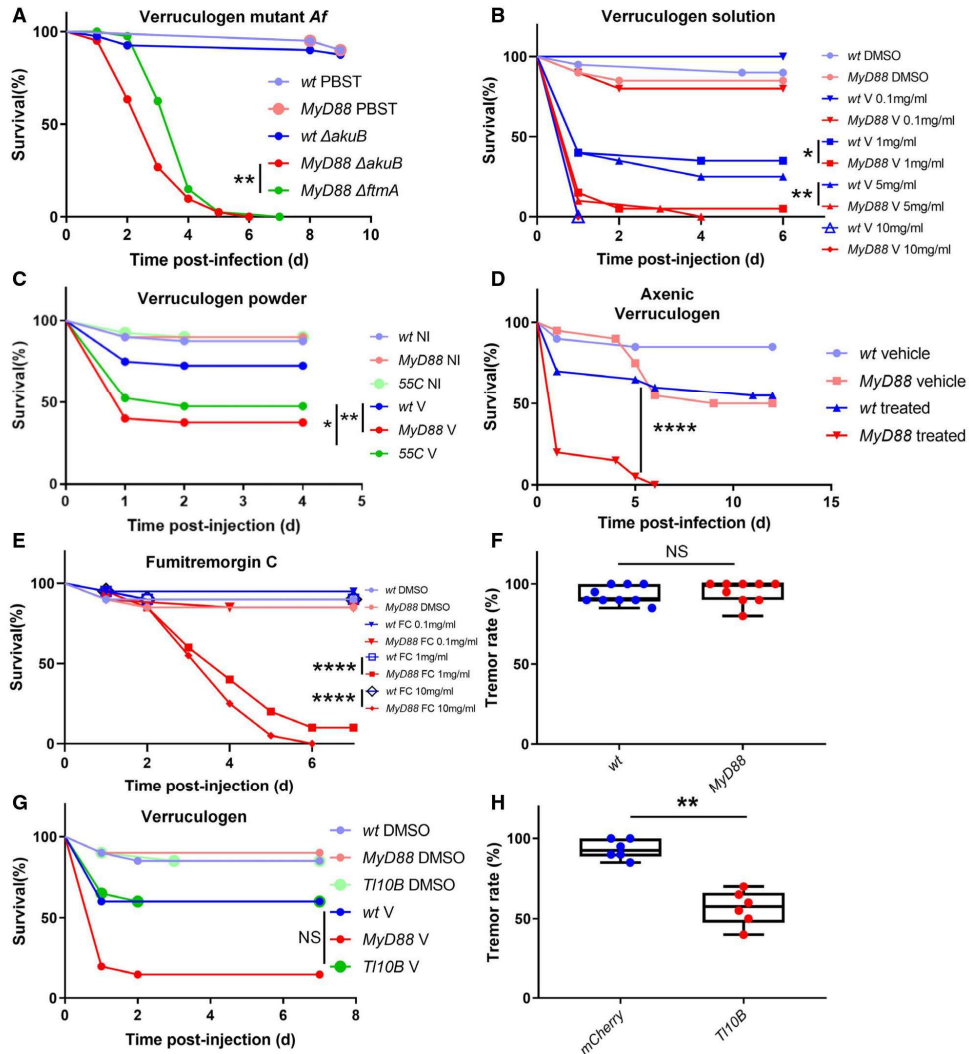 A
Verruculogen mutant Af
Survival(%)
100
50
0
0 2 4 6 8 10
Time post-infection (d)
wt PBST
MyD88 PBST
wt ΔakuB
MyD88 ΔakuB
MyD88 ΔftmA
**
B
Verruculogen solution
Survival(%)
100
50
0
0 2 4 6
Time post-injection (d)
wt DMSO
MyD88 DMSO
wt V 0.1mg/ml
MyD88 V 0.1mg/ml
wt V 1mg/ml
MyD88 V 1mg/ml
wt V 5mg/ml
MyD88 V 5mg/ml
wt V 10mg/ml
MyD88 V 10mg/ml
*
**
C
Verruculogen powder
Survival(%)
100
50
0
0 1 2 3 4 5
Time post-injection (d)
wt NI
MyD88 NI
55C NI
wt V
MyD88 V
55C V
* **
D
Axenic
Verruculogen
Survival(%)
100
50
0
0 5 10 15
Time post-infection (d)
wt vehicle
MyD88 vehicle
wt treated
MyD88 treated
****
E
Fumitremorgin C
Survival(%)
100
50
0
0 2 4 6
Time post-injection (d)
wt DMSO
MyD88 DMSO
wt FC 0.1mg/ml
MyD88 FC 0.1mg/ml
wt FC 1mg/ml
MyD88 FC 1mg/ml
wt FC 10mg/ml
MyD88 FC 10mg/ml
****
****
F
NS
Tremor rate (%)
100
50
0
wt MyD88
G
Verruculogen
Survival(%)
100
50
0
0 2 4 6 8
Time post-injection (d)
wt DMSO
MyD88 DMSO
Tl10B DMSO
wt V
MyD88 V
Tl10B V
NS
H
**
Tremor rate (%)
100
50
0
mCherry Tl10B